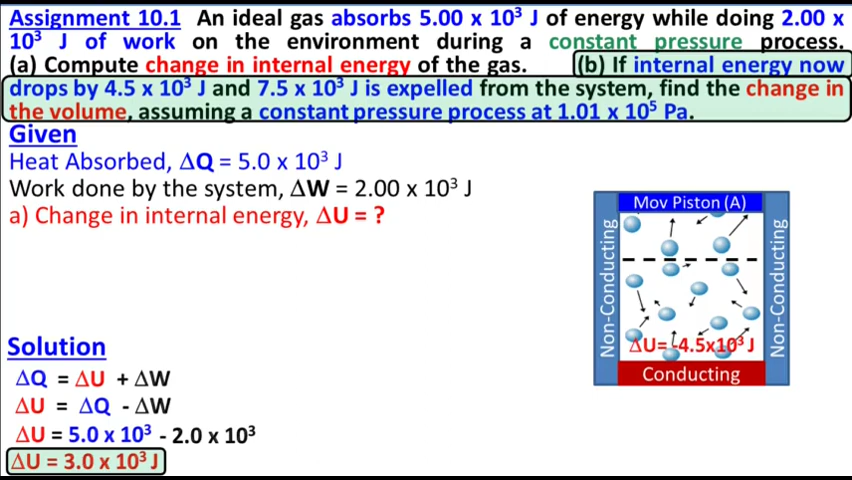 Assignment 10.1 An ideal gas absorbs 5.00 x 10³ J of energy while doing 2.00 x
10³ J of work on the environment during a constant pressure process.
(a) Compute change in internal energy of the gas. (b) If internal energy now
drops by 4.5 x 10³ J and 7.5 x 10³ J is expelled from the system, find the change in
the volume, assuming a constant pressure process at 1.01 x 10⁵ Pa.
Given
Heat Absorbed, ΔQ = 5.0 x 10³ J
Work done by the system, ΔW = 2.00 x 10³ J
a) Change in internal energy, ΔU = ?
Mov Piston (A)
Non-Conducting
Non-Conducting
ΔU= -4.5x10³ J
Conducting
Solution
ΔQ = ΔU + ΔW
ΔU = ΔQ - ΔW
ΔU = 5.0 x 10³ - 2.0 x 10³
ΔU = 3.0 x 10³ J